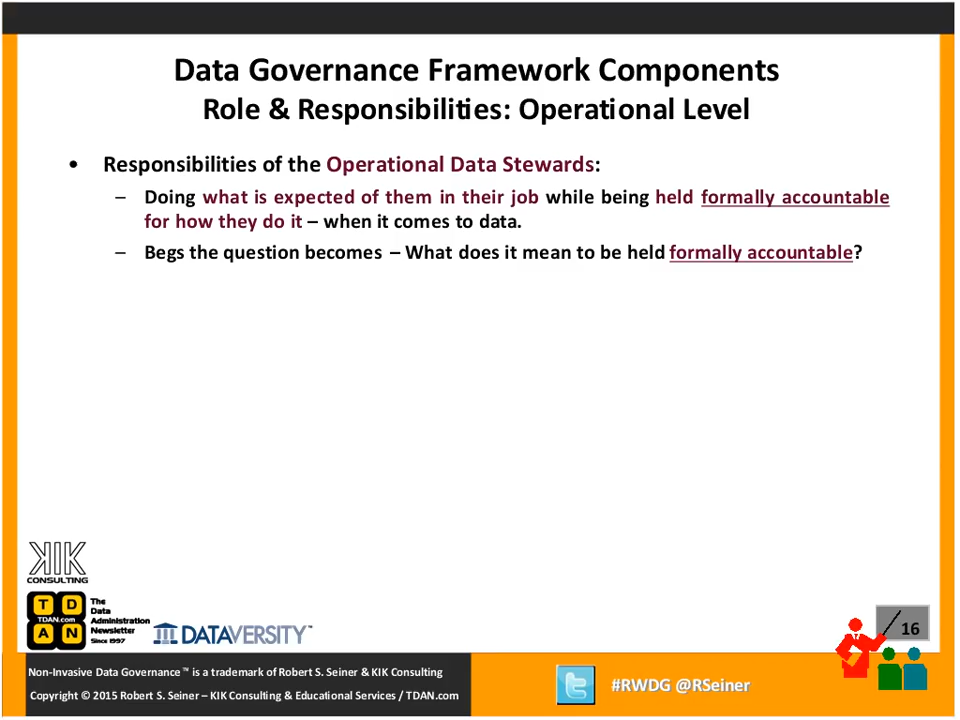 Data Governance Framework Components
Role & Responsibilities: Operational Level
• Responsibilities of the Operational Data Stewards:
– Doing what is expected of them in their job while being held formally accountable
for how they do it – when it comes to data.
– Begs the question becomes – What does it mean to be held formally accountable?
KIK
CONSULTING
T D
TDAN.com
A N
The
Data
Administration
Newsletter
Since 1997
DATAVERSITY™
16
Non-Invasive Data Governance™ is a trademark of Robert S. Seiner & KIK Consulting
Copyright © 2015 Robert S. Seiner – KIK Consulting & Educational Services / TDAN.com
#RWDG @RSeiner